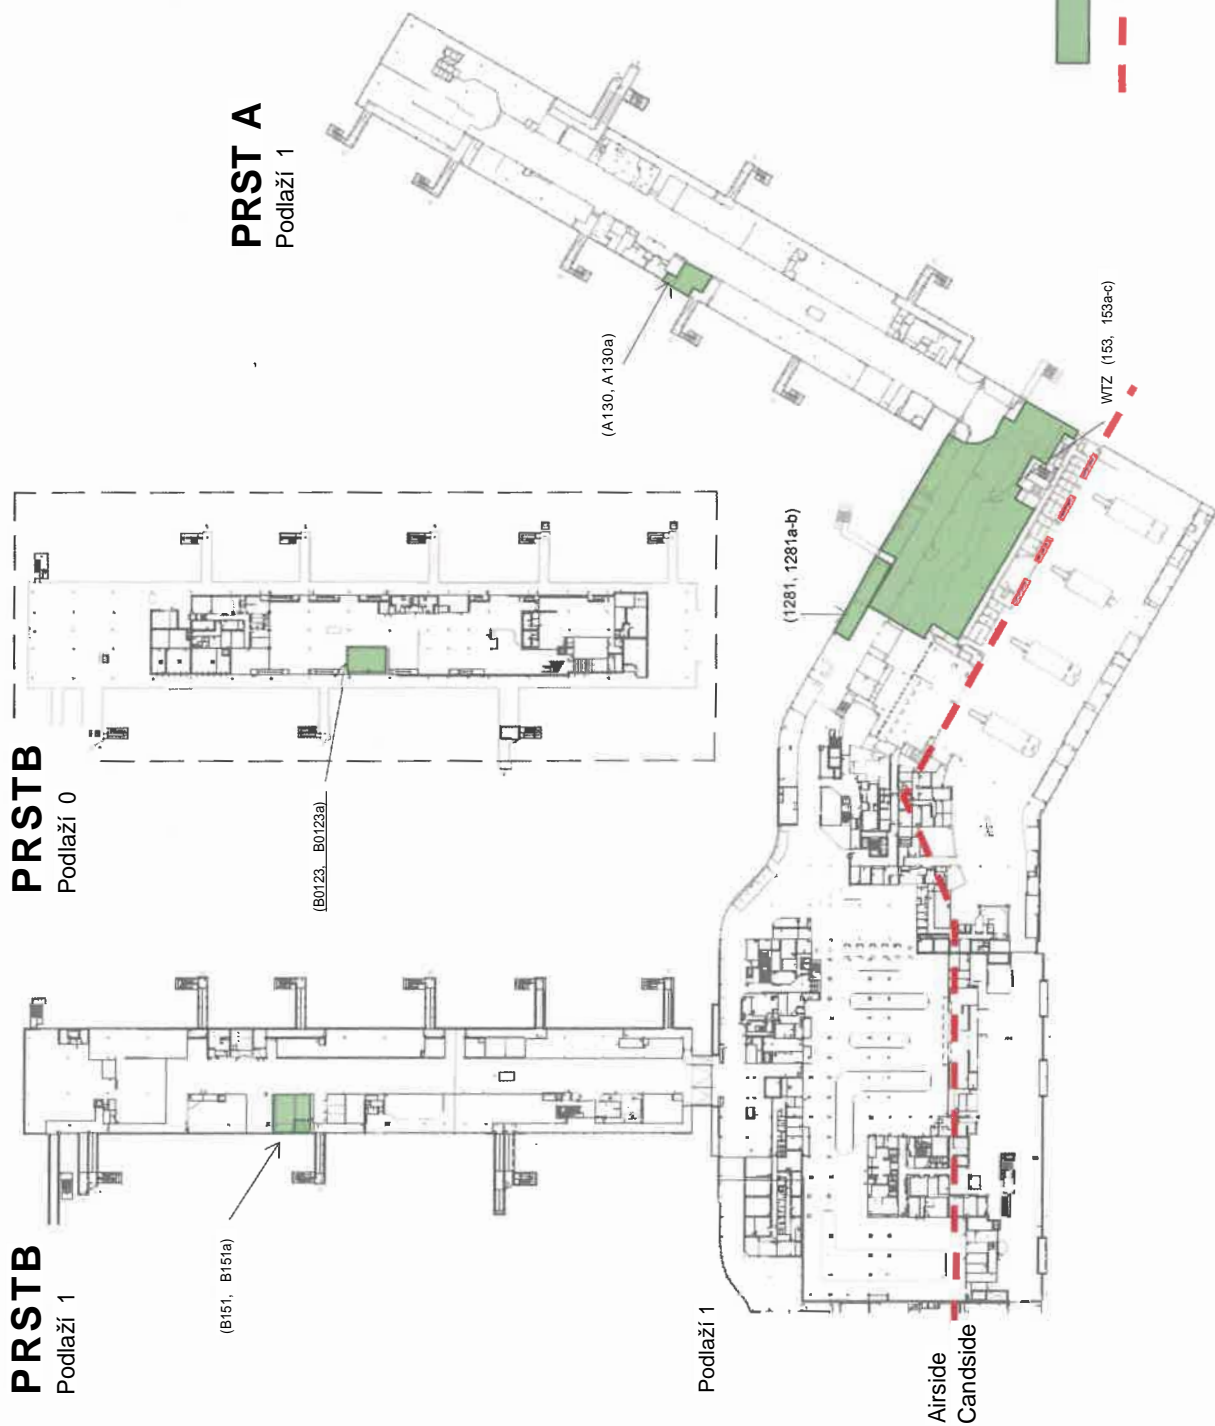 PRSTB
Podlaží 1
(B151, B151a)
PRSTB
Podlaží 0
(B0123, B0123a)
PRST A
Podlaží 1
(A130, A130a)
(1281, 1281a-b)
WTZ (153, 153a-c)
Podlaží 1
Airside
Candside